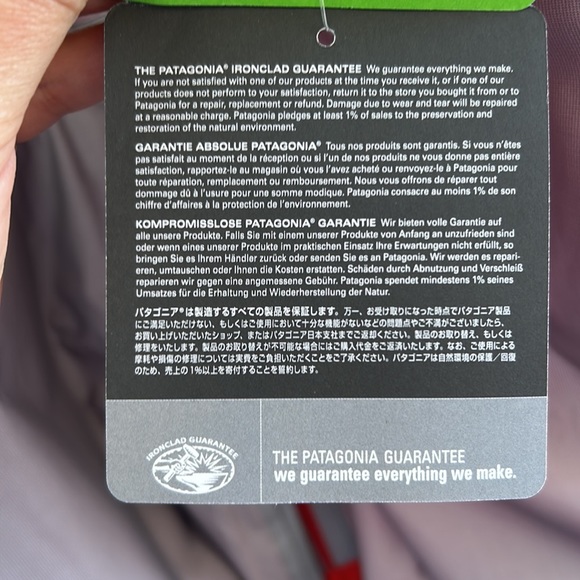 THE PATAGONIA® IRONCLAD GUARANTEE We guarantee everything we make.
If you are not satisfied with one of our products at the time you receive it, or if one of our
products does not perform to your satisfaction, return it to the store you bought it from or to
Patagonia for a repair, replacement or refund. Damage due to wear and tear will be repaired
at a reasonable charge. Patagonia pledges at least 1% of sales to the preservation and
restoration of the natural environment.
GARANTIE ABSOLUE PATAGONIA® Tous nos produits sont garantis. Si vous n'êtes
pas satisfait au moment de la réception ou si l'un de nos produits ne vous donne pas entière
satisfaction, rapportez-le au magasin où vous l'avez acheté ou renvoyez-le à Patagonia pour
toute réparation, remplacement ou remboursement. Nous vous offrons de réparer tout
dommage dû à l'usure pour une somme modique. Patagonia consacre au moins 1% de son
chiffre d'affaires à la protection de l'environnement.
KOMPROMISSLOSE PATAGONIA® GARANTIE Wir bieten volle Garantie auf
alle unsere Produkte. Falls Sie mit einem unserer Produkte von Anfang an unzufrieden sind
oder wenn eines unserer Produkte im praktischen Einsatz Ihre Erwartungen nicht erfüllt, so
bringen Sie es Ihrem Händler zurück oder senden Sie es an Patagonia. Wir werden es repari-
eren, umtauschen oder Ihnen die Kosten erstatten. Schäden durch Abnutzung und Verschleiß
reparieren wir gegen eine angemessene Gebühr. Patagonia spendet mindestens 1% seines
Umsatzes für die Erhaltung und Wiederherstellung der Natur.
パタゴニア®は製造するすべての製品を保証します。万一、お受け取りになった時点でパタゴニア製品
にご満足いただけない、もしくはご使用において十分な機能がないなどの問題点やご不満がございましたら、
お買い上げいただいたショップ、またはパタゴニア日本支社までご返却ください。製品のお取り替え、もしくは
修理をいたします。製品のお取り替えが不可能な場合にはご購入代金をご返済いたします。なお、ご使用による
摩耗や損傷の修理については実費をご負担いただくことをご了承ください。パタゴニアは自然環境の保護／回復
のため、売上の1%以上を寄付することを誓約します。
IRONCLAD GUARANTEE
THE PATAGONIA GUARANTEE
we guarantee everything we make.